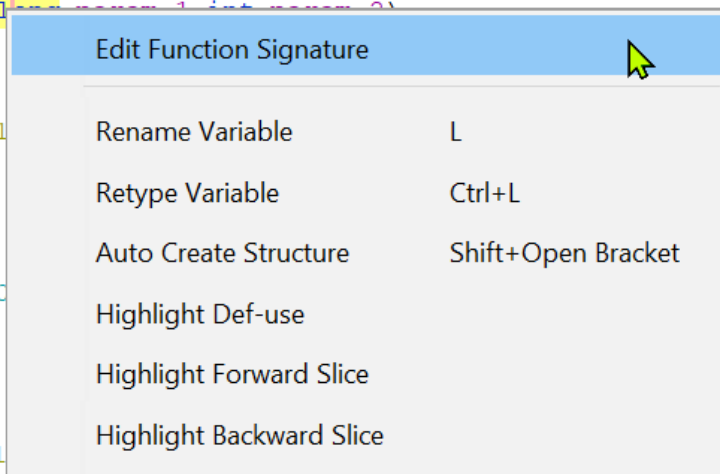 Edit Function Signature
Rename Variable L
Retype Variable Ctrl+L
Auto Create Structure Shift+Open Bracket
Highlight Def-use
Highlight Forward Slice
Highlight Backward Slice